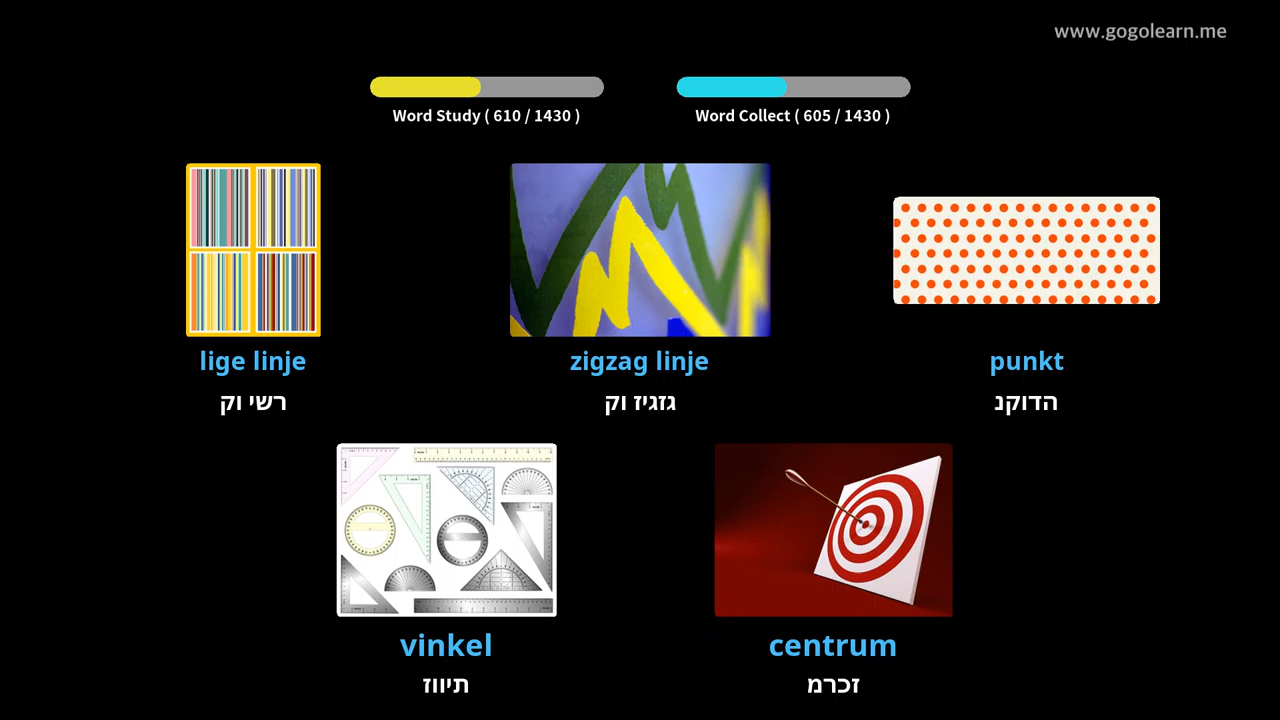 www.gogolearn.me
Word Study ( 610 / 1430 )
Word Collect ( 605 / 1430 )
lige linje
רשי וק
zigzag linje
גזגיז וק
punkt
הדוקנ
vinkel
תיווז
centrum
זכרמ